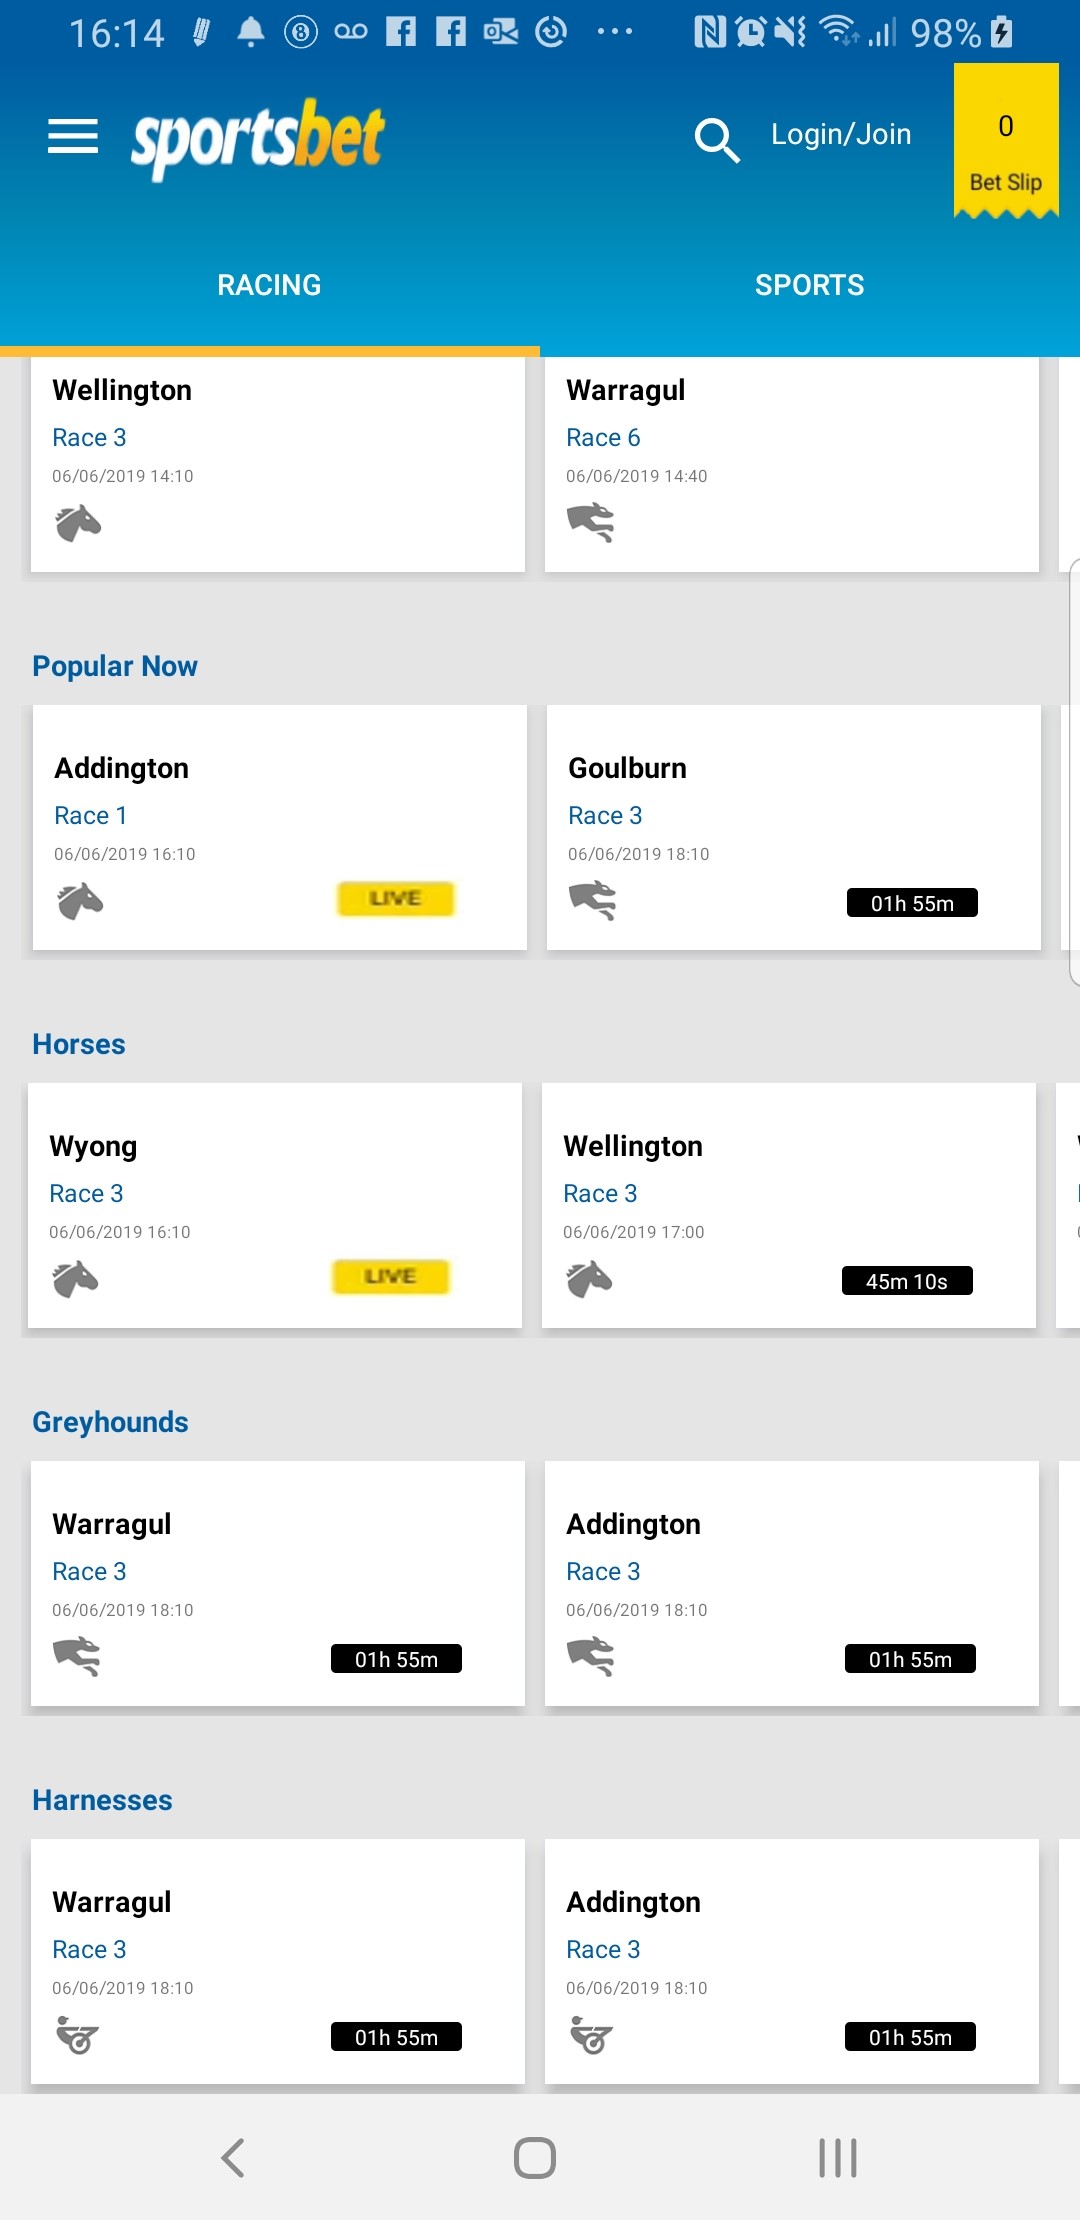 16:14 98%
sportsbet
Login/Join
0
Bet Slip
RACING SPORTS
Wellington
Race 3
06/06/2019 14:10
Warragul
Race 6
06/06/2019 14:40
Popular Now
Addington
Race 1
06/06/2019 16:10
LIVE
Goulburn
Race 3
06/06/2019 18:10
01h 55m
Horses
Wyong
Race 3
06/06/2019 16:10
LIVE
Wellington
Race 3
06/06/2019 17:00
45m 10s
Greyhounds
Warragul
Race 3
06/06/2019 18:10
01h 55m
Addington
Race 3
06/06/2019 18:10
01h 55m
Harnesses
Warragul
Race 3
06/06/2019 18:10
01h 55m
Addington
Race 3
06/06/2019 18:10
01h 55m